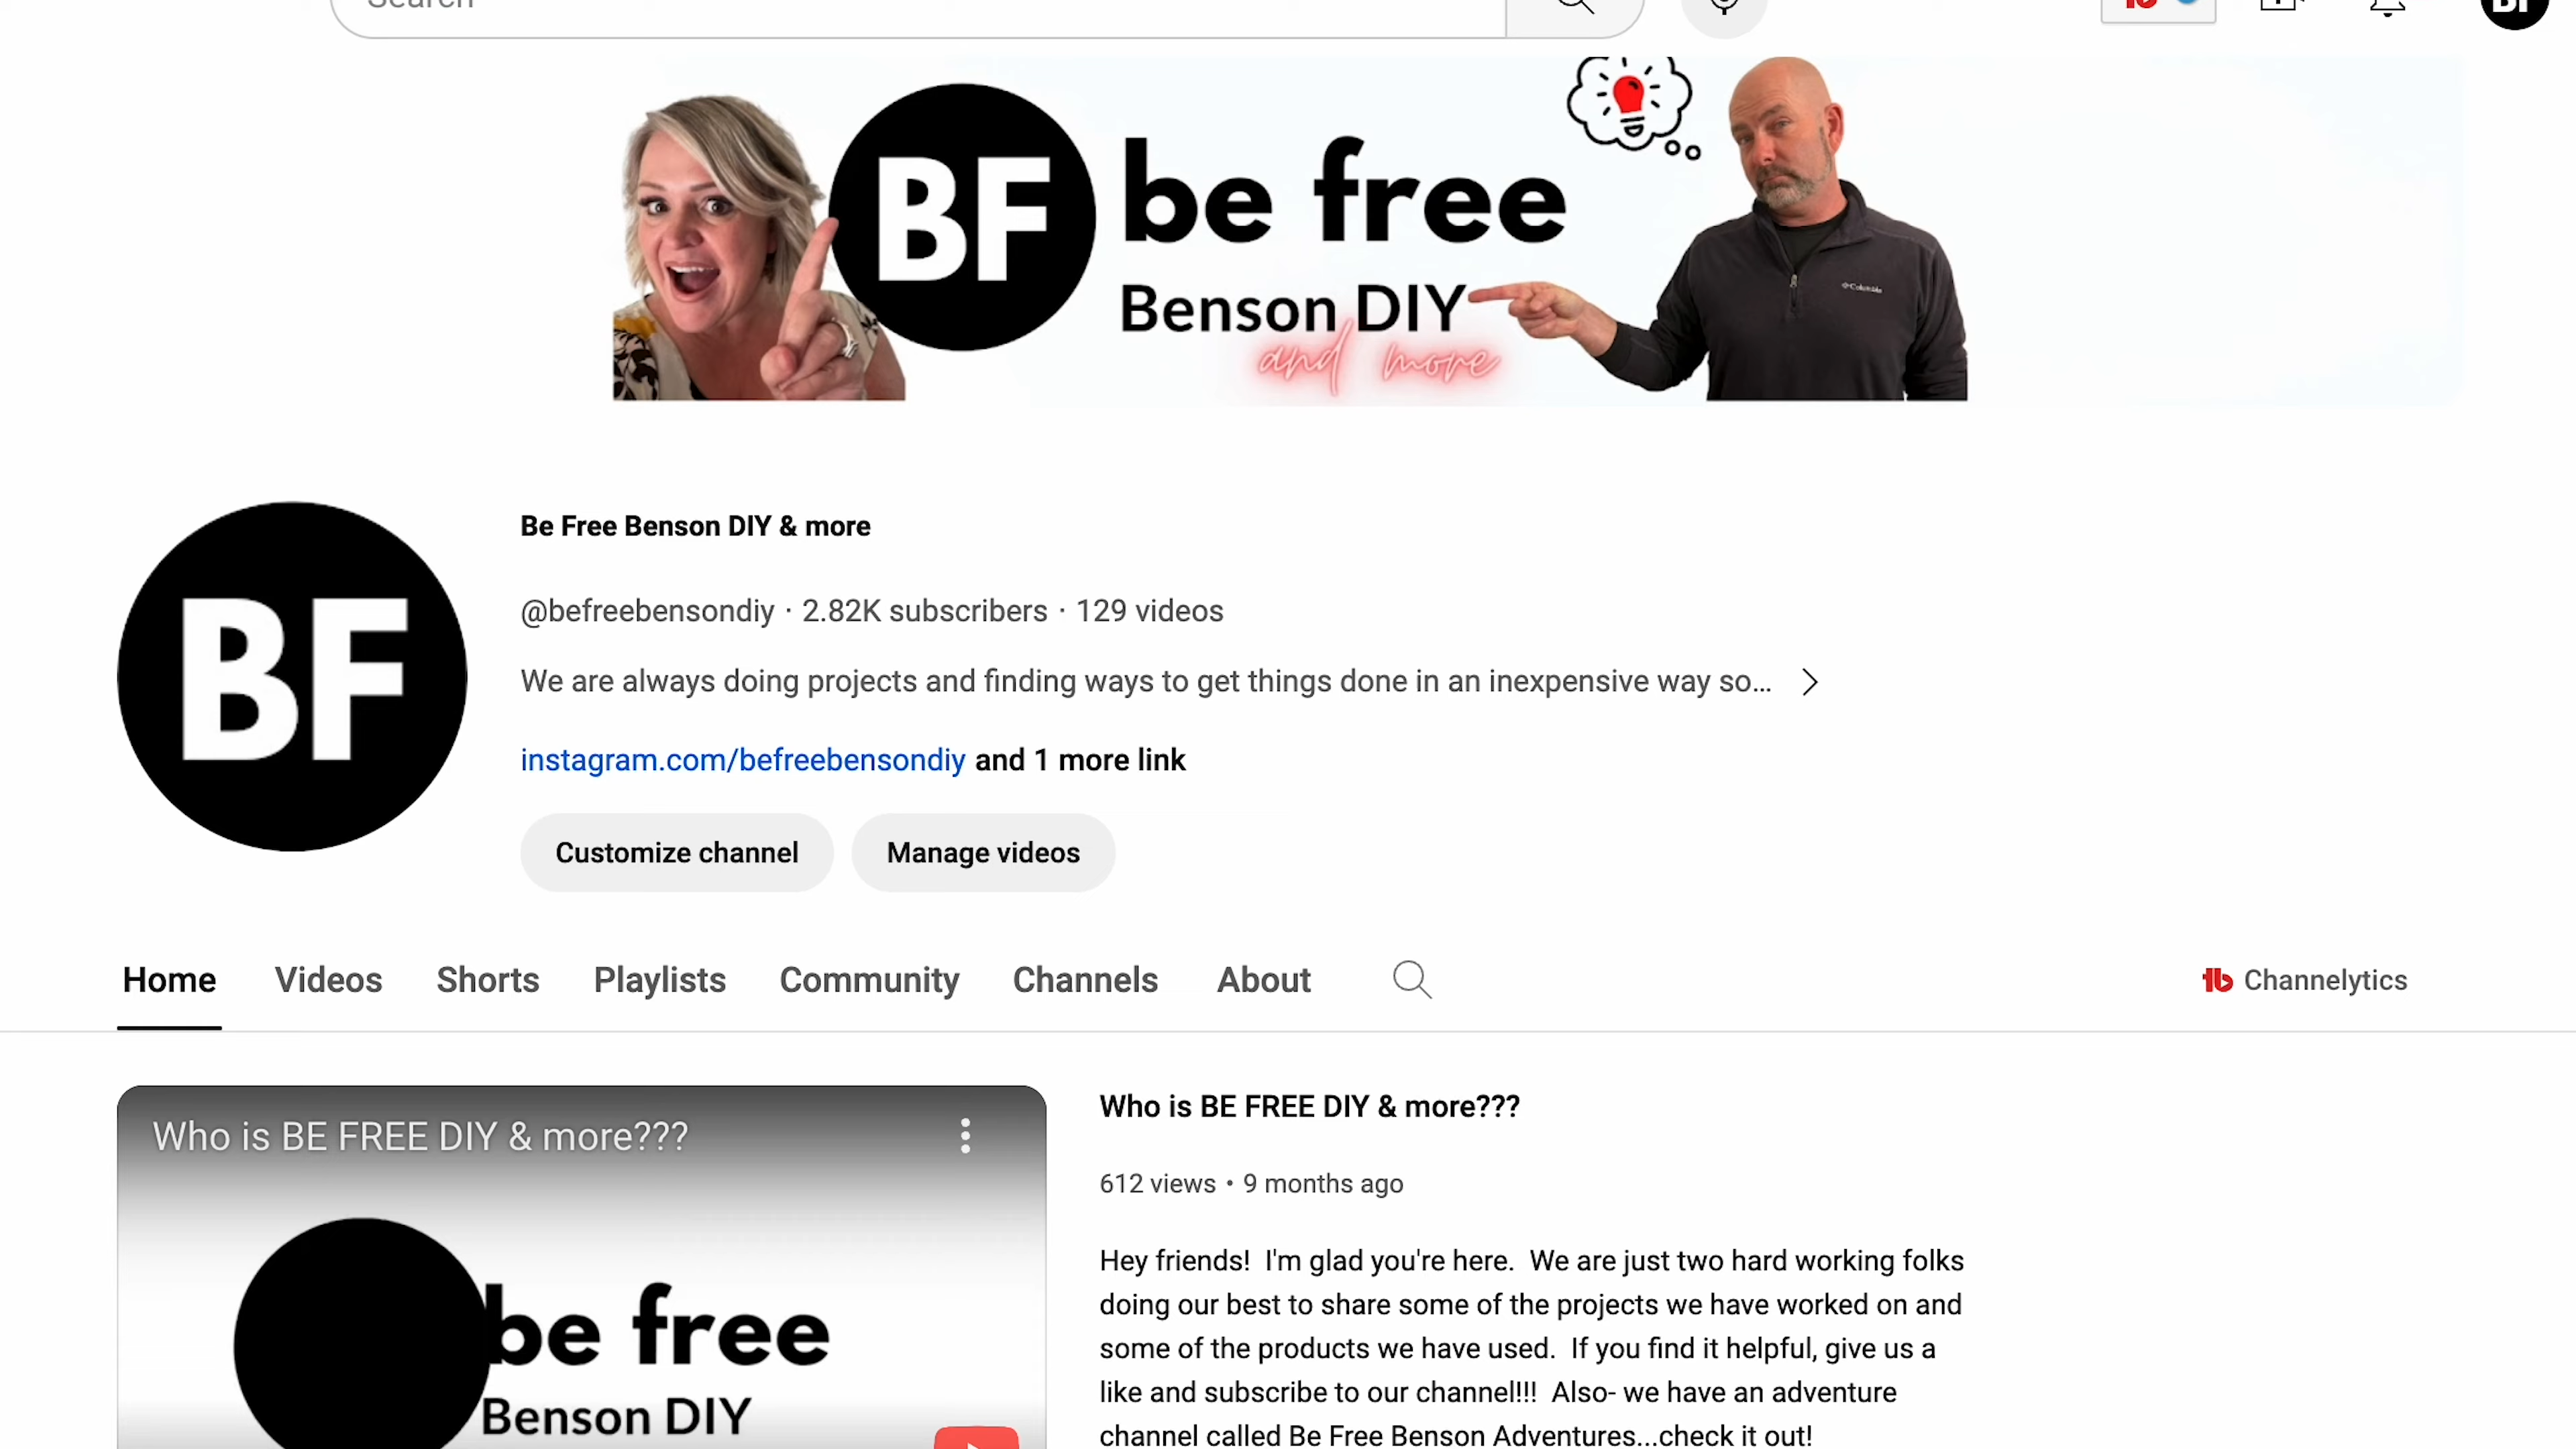 Search
BF
BF
be free
Benson DIY
and more
Columbia
BF
Be Free Benson DIY & more
@befreebensondiy · 2.82K subscribers · 129 videos
We are always doing projects and finding ways to get things done in an inexpensive way so...
instagram.com/befreebensondiy and 1 more link
Customize channel
Manage videos
Home Videos Shorts Playlists Community Channels About
Channelytics
Who is BE FREE DIY & more???
be free
Benson DIY
Who is BE FREE DIY & more???
612 views • 9 months ago
Hey friends! I'm glad you're here. We are just two hard working folks
doing our best to share some of the projects we have worked on and
some of the products we have used. If you find it helpful, give us a
like and subscribe to our channel!!! Also- we have an adventure
channel called Be Free Benson Adventures...check it out!